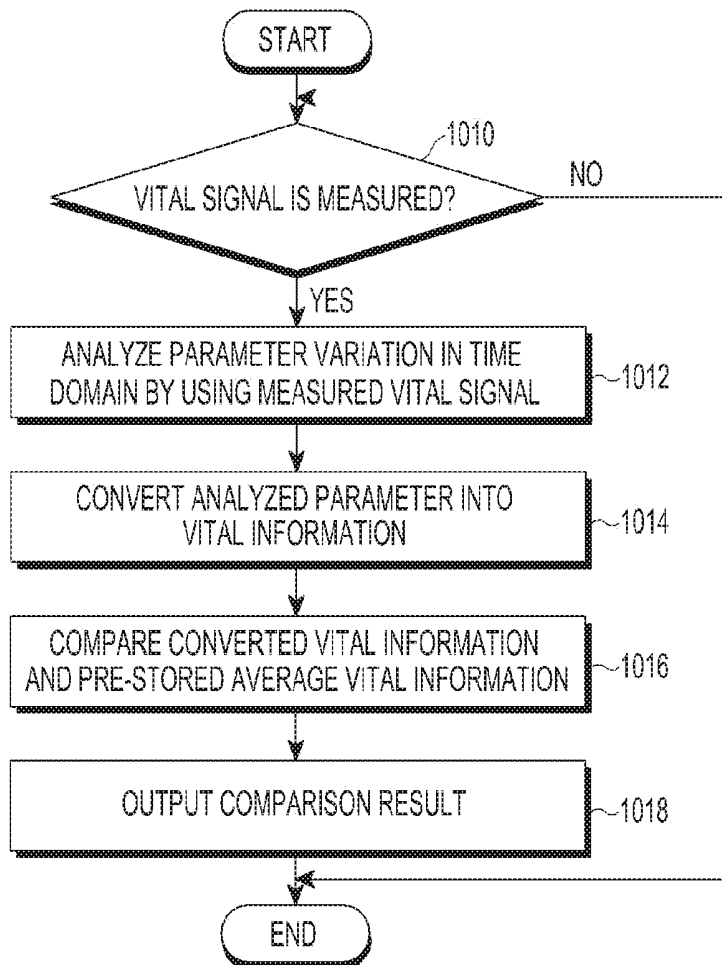 START
1010
VITAL SIGNAL IS MEASURED?
NO
YES
ANALYZE PARAMETER VARIATION IN TIME
DOMAIN BY USING MEASURED VITAL SIGNAL
1012
CONVERT ANALYZED PARAMETER INTO
VITAL INFORMATION
1014
COMPARE CONVERTED VITAL INFORMATION
AND PRE-STORED AVERAGE VITAL INFORMATION
1016
OUTPUT COMPARISON RESULT
1018
END